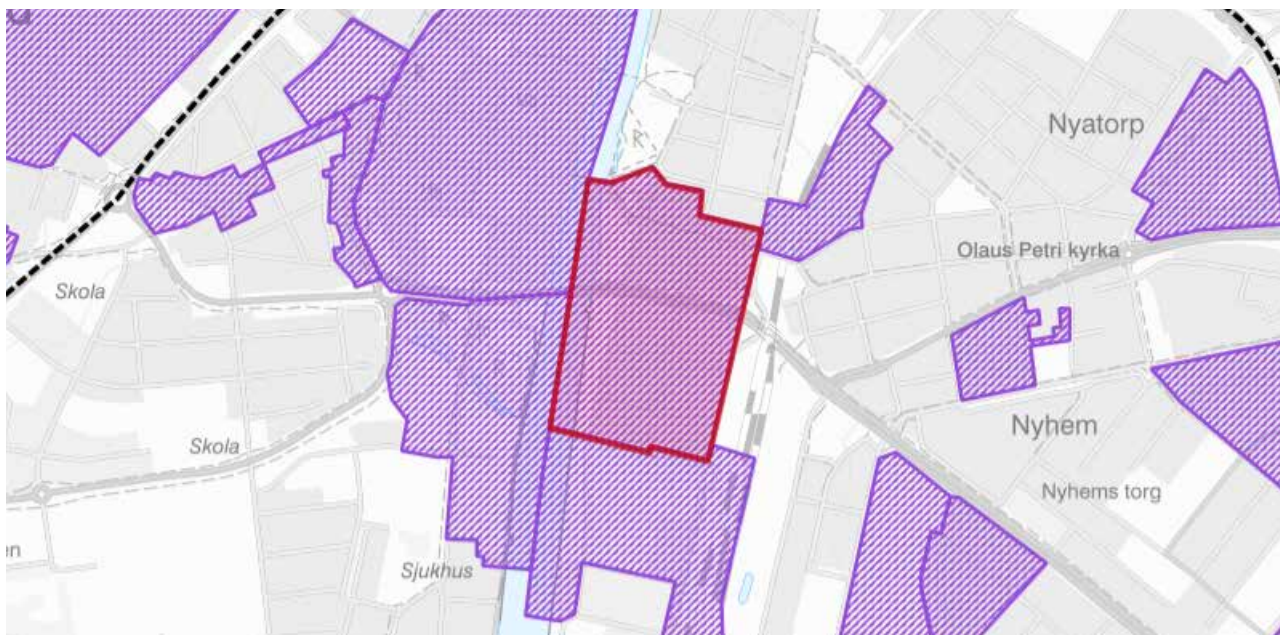 Nyatorp
Olaus Petri kyrka
Skola
Nyhem
Skola
Nyhems torg
Sjukhus